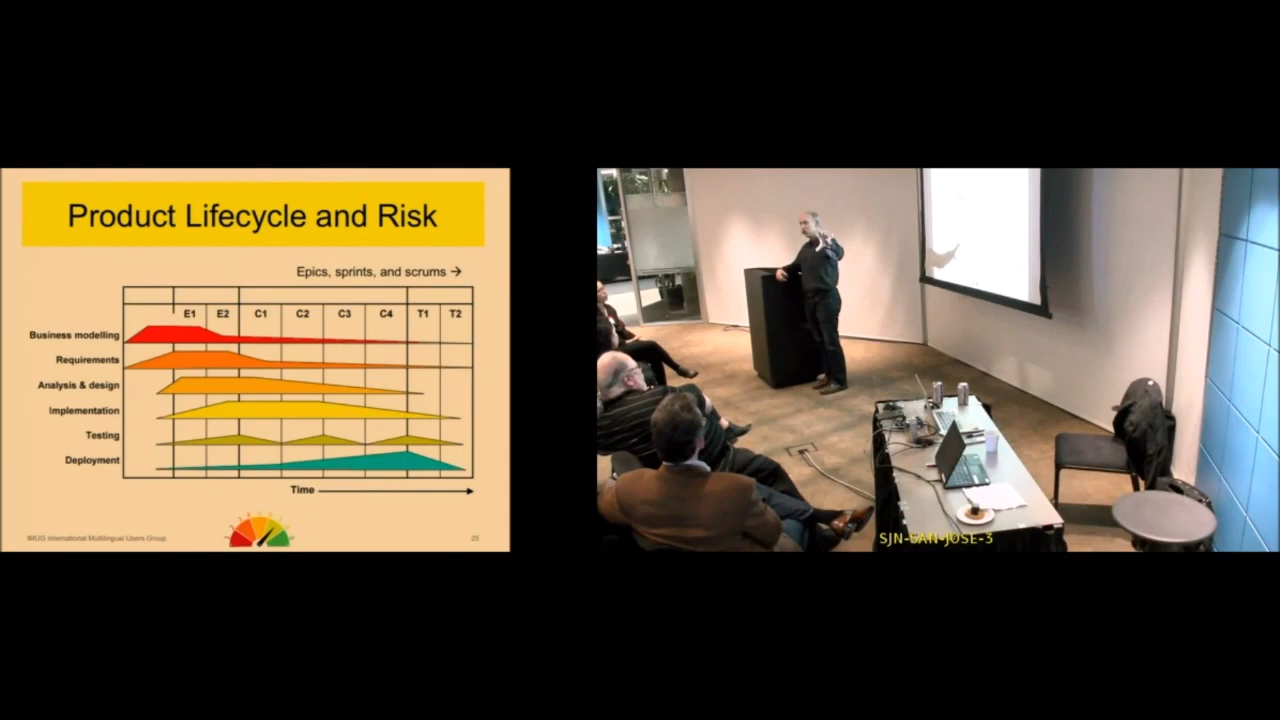 Product Lifecycle and Risk
Epics, sprints, and scrums →
E1 E2 C1 C2 C3 C4 T1 T2
Business modelling
Requirements
Analysis & design
Implementation
Testing
Deployment
Time
IMUG International Multilingual Users Group
25
SJN-SAN-JOSE-3